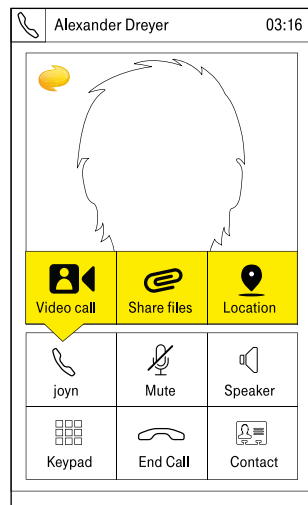 Alexander Dreyer 03:16
Video call Share files Location
joyn Mute Speaker
Keypad End Call Contact